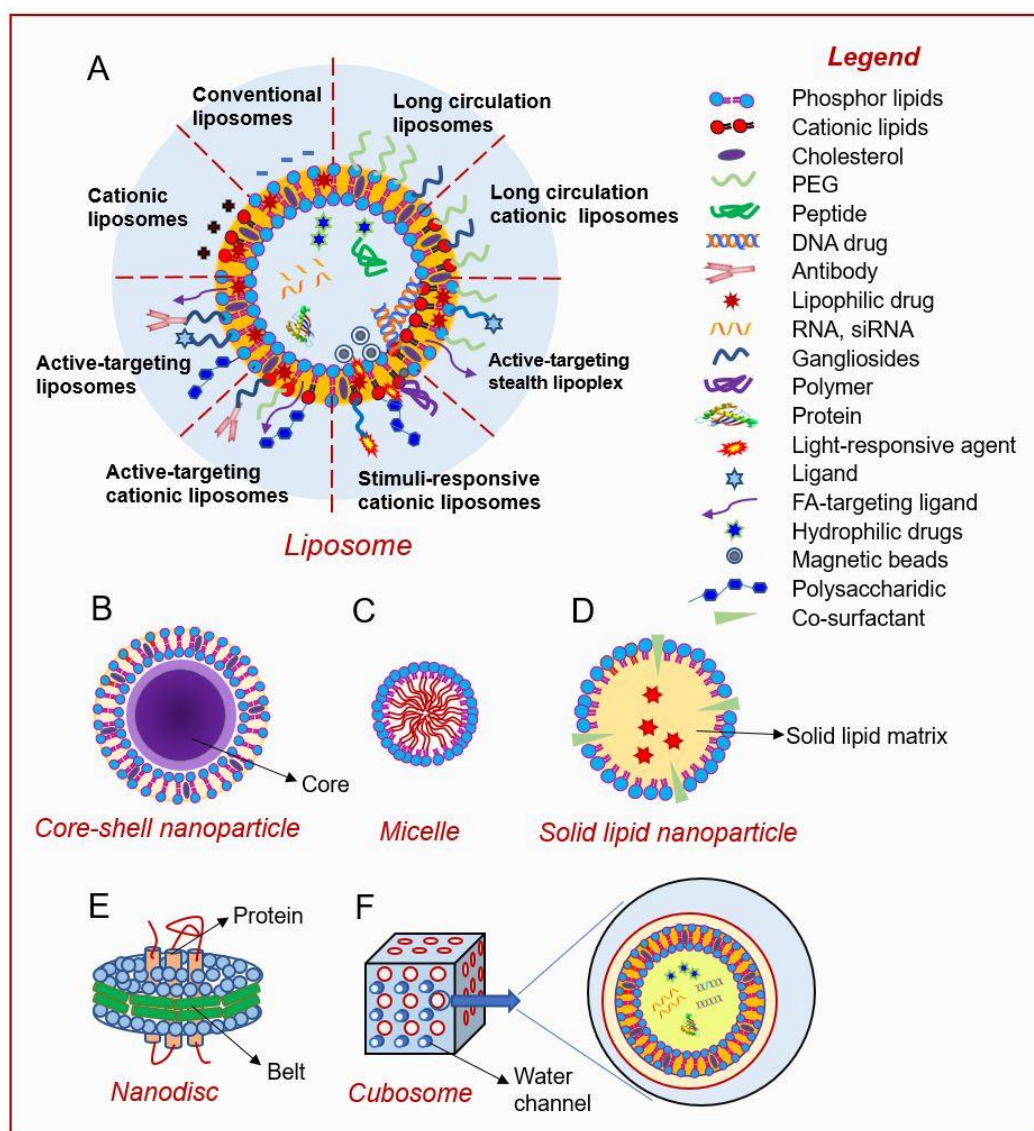 A
Conventional
liposomes
Long circulation
liposomes
Cationic
liposomes
Long circulation
cationic liposomes
Active-targeting
liposomes
Active-targeting
stealth lipoplex
Active-targeting
cationic liposomes
Stimuli-responsive
cationic liposomes
Liposome
Legend
Phosphor lipids
Cationic lipids
Cholesterol
PEG
Peptide
DNA drug
Antibody
Lipophilic drug
RNA, siRNA
Gangliosides
Polymer
Protein
Light-responsive agent
Ligand
FA-targeting ligand
Hydrophilic drugs
Magnetic beads
Polysaccharidic
Co-surfactant
B
Core
Core-shell nanoparticle
C
Micelle
D
Solid lipid matrix
Solid lipid nanoparticle
E
Protein
Belt
Nanodisc
F
Cubosome
Water
channel